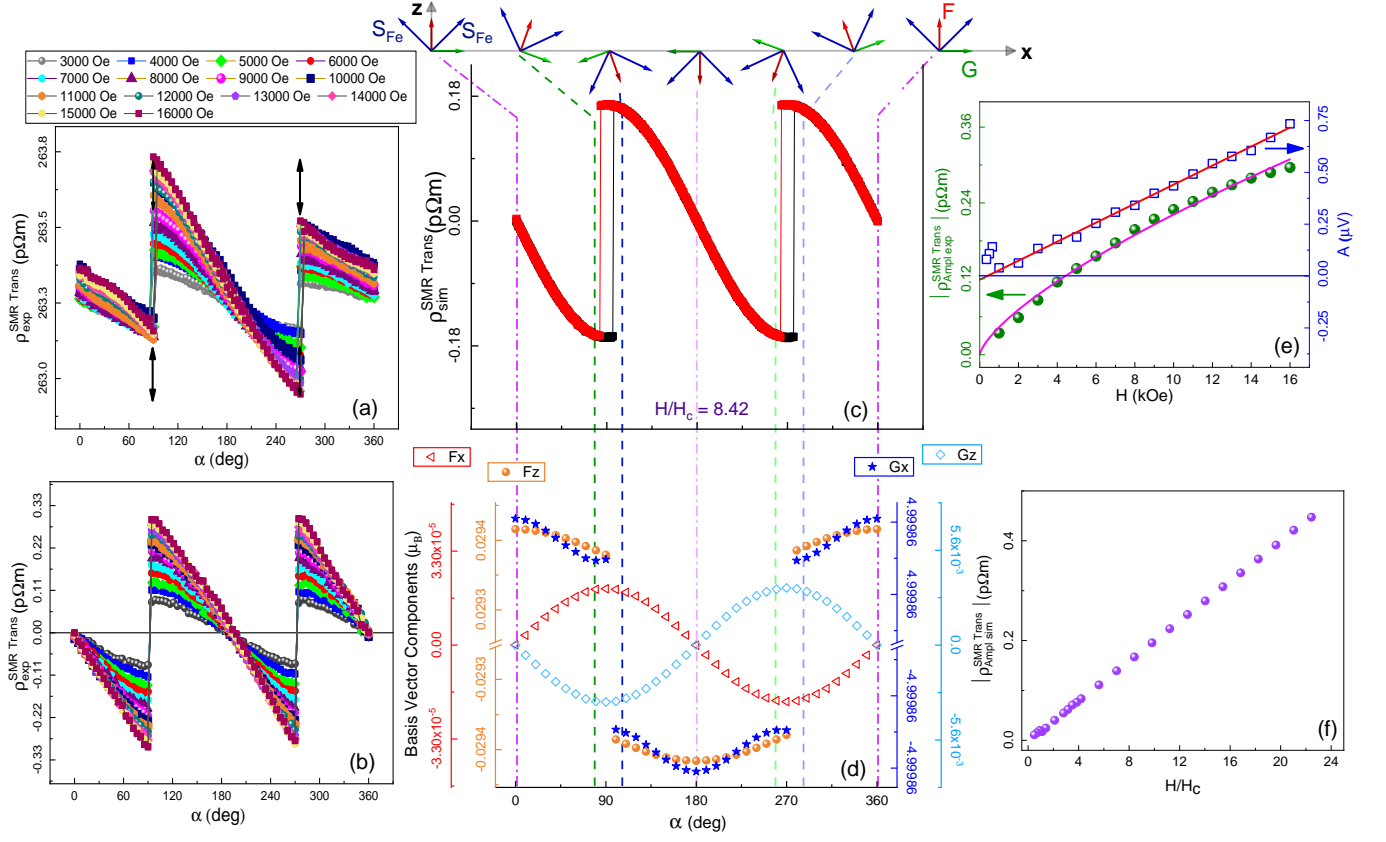 z
S_Fe
S_Fe
F
x
G
3000 Oe 4000 Oe 5000 Oe 6000 Oe
7000 Oe 8000 Oe 9000 Oe 10000 Oe
11000 Oe 12000 Oe 13000 Oe 14000 Oe
15000 Oe 16000 Oe
ρ_exp^SMR Trans (pΩm)
263.8
263.5
263.3
263.0
0 90 180 270 360
α (deg)
(a)
ρ_exp^SMR Trans (pΩm)
0.33
0.22
0.11
0.00
-0.11
-0.22
-0.33
0 60 120 180 240 300 360
α (deg)
(b)
ρ_sim^SMR Trans (pΩm)
0.18
0.00
-0.18
H/H_c = 8.42
(c)
Fx
Fz
Gx
Gz
Basis Vector Components (μ_B)
3.30x10^-5
0.00
-3.30x10^-5
0.0294
0.0293
-0.0293
-0.0294
4.99986
4.99986
-4.99986
-4.99986
5.6x10^-3
0.0
-5.6x10^-3
0 90 180 270 360
α (deg)
(d)
|ρ_Ampl exp^SMR Trans| (pΩm)
0.36
0.24
0.12
0.00
0.75
0.50
0.25
0.00
-0.25
A (μV)
0 2 4 6 8 10 12 14 16
H (kOe)
(e)
|ρ_Ampl sim^SMR Trans| (pΩm)
0.4
0.2
0.0
0 4 8 12 16 20 24
H/H_C
(f)